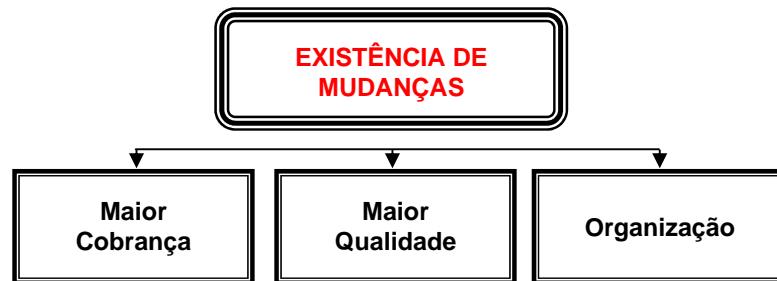 EXISTÊNCIA DE
MUDANÇAS
Maior
Cobrança
Maior
Qualidade
Organização